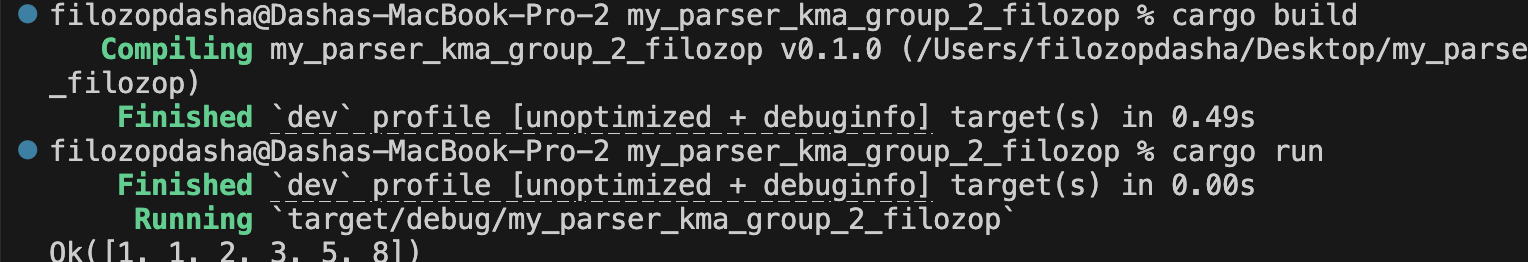 filozopdasha@Dashas-MacBook-Pro-2 my_parser_kma_group_2_filozop % cargo build
Compiling my_parser_kma_group_2_filozop v0.1.0 (/Users/filozopdasha/Desktop/my_parse
_filozop)
Finished `dev` profile [unoptimized + debuginfo] target(s) in 0.49s
filozopdasha@Dashas-MacBook-Pro-2 my_parser_kma_group_2_filozop % cargo run
Finished `dev` profile [unoptimized + debuginfo] target(s) in 0.00s
Running `target/debug/my_parser_kma_group_2_filozop`
Ok([1, 1, 2, 3, 5, 8])